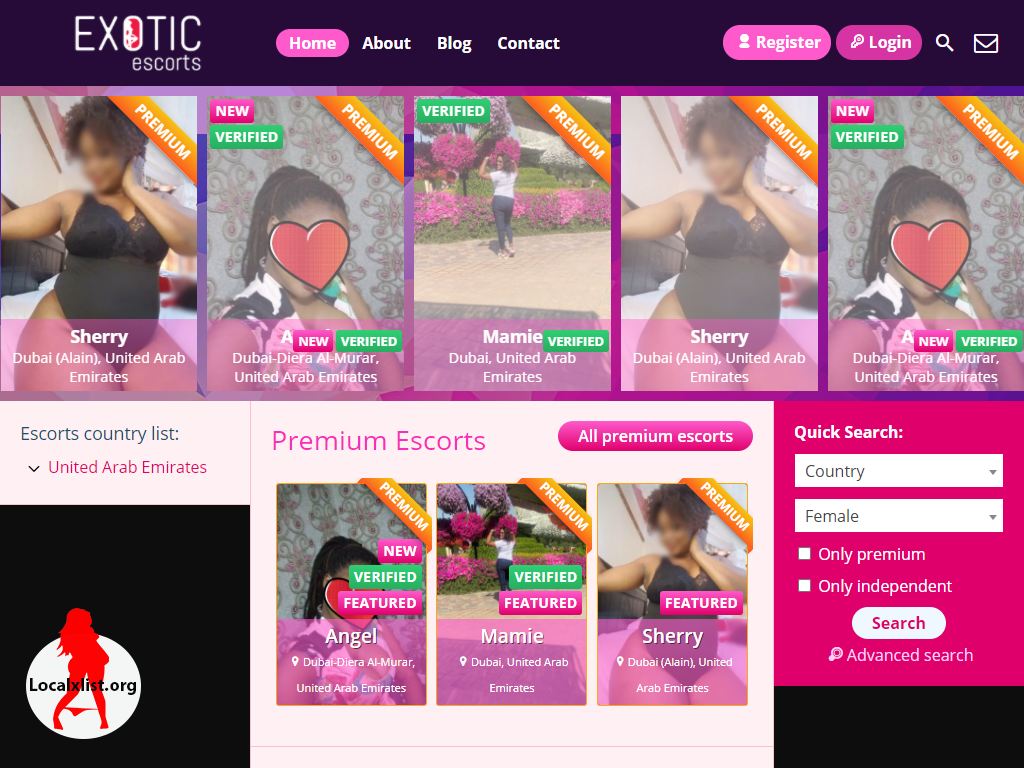 EXOTIC
escorts
Home
About
Blog
Contact
Register
Login
PREMIUM
Sherry
Dubai (Alain), United Arab
Emirates
NEW
VERIFIED
PREMIUM
NEW
VERIFIED
Dubai-Diera Al-Murar,
United Arab Emirates
VERIFIED
PREMIUM
Mamie
VERIFIED
Dubai, United Arab
Emirates
PREMIUM
Sherry
Dubai (Alain), United Arab
Emirates
NEW
VERIFIED
PREMIUM
NEW
VERIFIED
Dubai-Diera Al-Murar,
United Arab Emirates
Escorts country list:
United Arab Emirates
Localxlist.org
Premium Escorts
All premium escorts
PREMIUM
NEW
VERIFIED
FEATURED
Angel
Dubai-Diera Al-Murar,
United Arab Emirates
PREMIUM
VERIFIED
FEATURED
Mamie
Dubai, United Arab
Emirates
PREMIUM
FEATURED
Sherry
Dubai (Alain), United
Arab Emirates
Quick Search:
Country
Female
Only premium
Only independent
Search
Advanced search